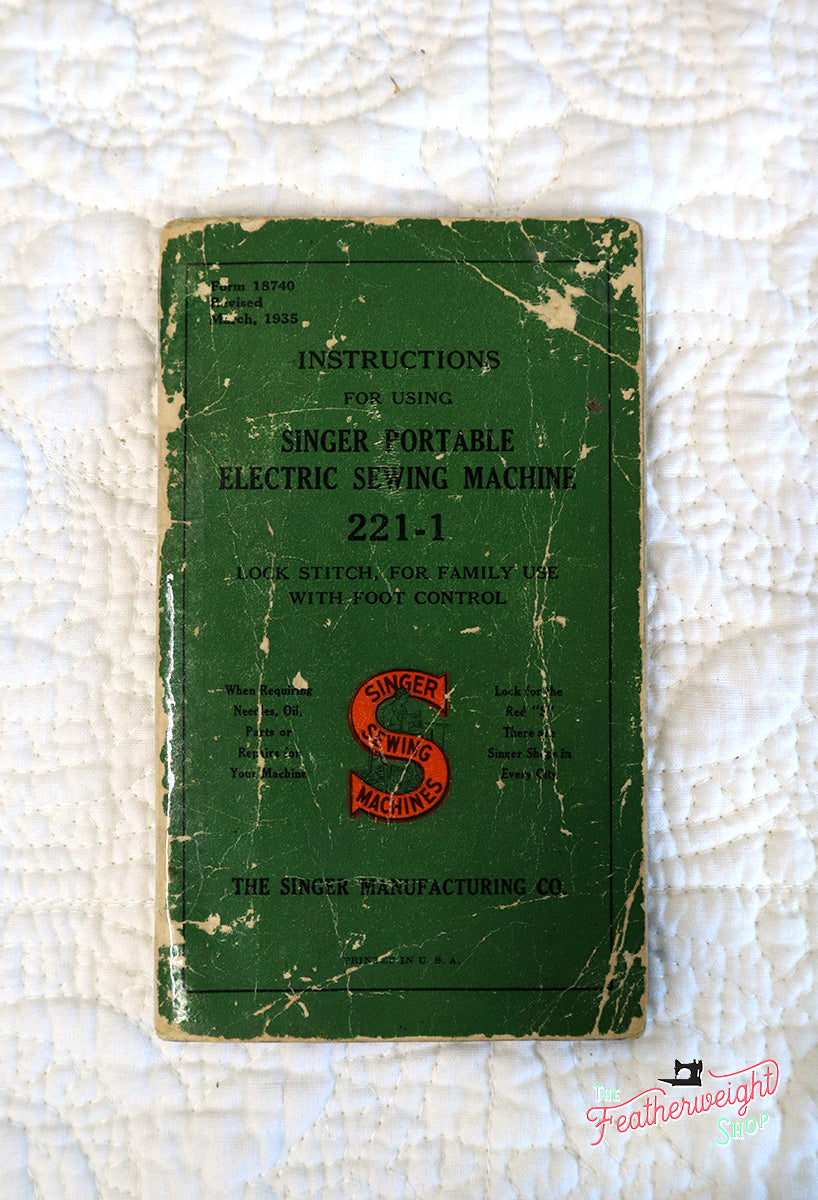 Form 18740
Revised
March, 1935
INSTRUCTIONS
FOR USING
SINGER PORTABLE
ELECTRIC SEWING MACHINE
221-1
LOCK STITCH, FOR FAMILY USE
WITH FOOT CONTROL
When Requiring
Needles, Oil,
Parts or
Repairs for
Your Machine
SINGER
SEWING
MACHINES
Look for the
Red "S"
There are
Singer Shops in
Every City
THE SINGER MANUFACTURING CO.
PRINTED IN U. S. A.
THE
Featherweight
SHOP